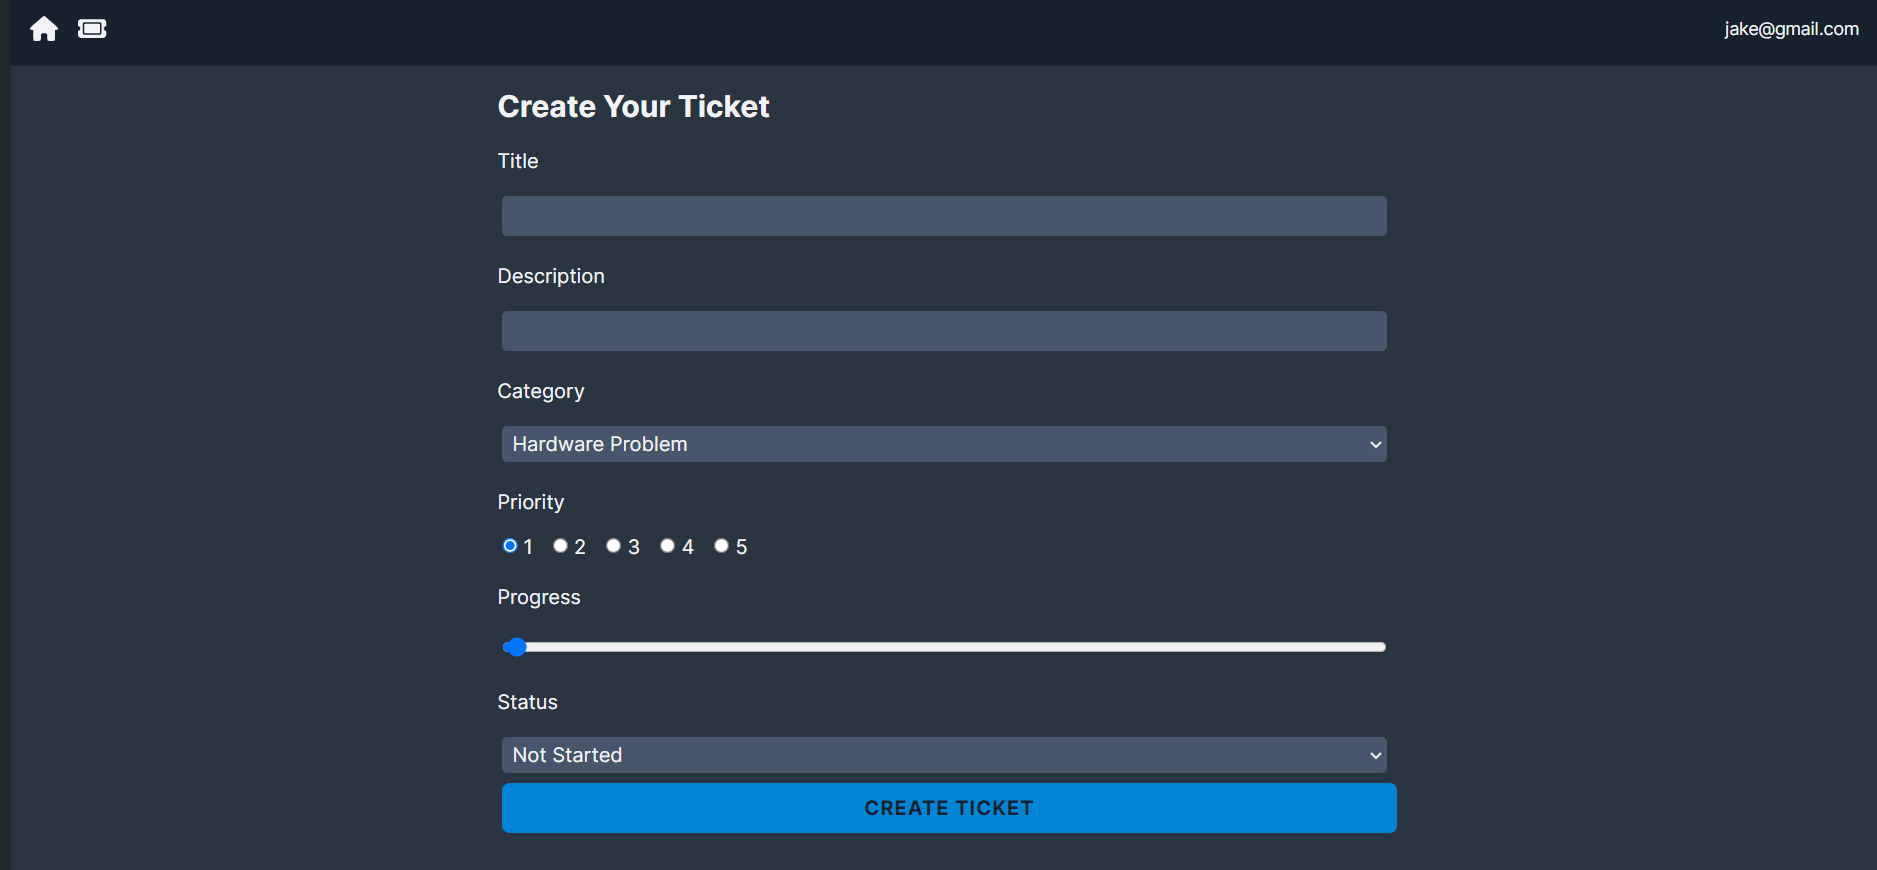 jake@gmail.com
Create Your Ticket
Title
Description
Category
Hardware Problem
Priority
1 2 3 4 5
Progress
Status
Not Started
CREATE TICKET